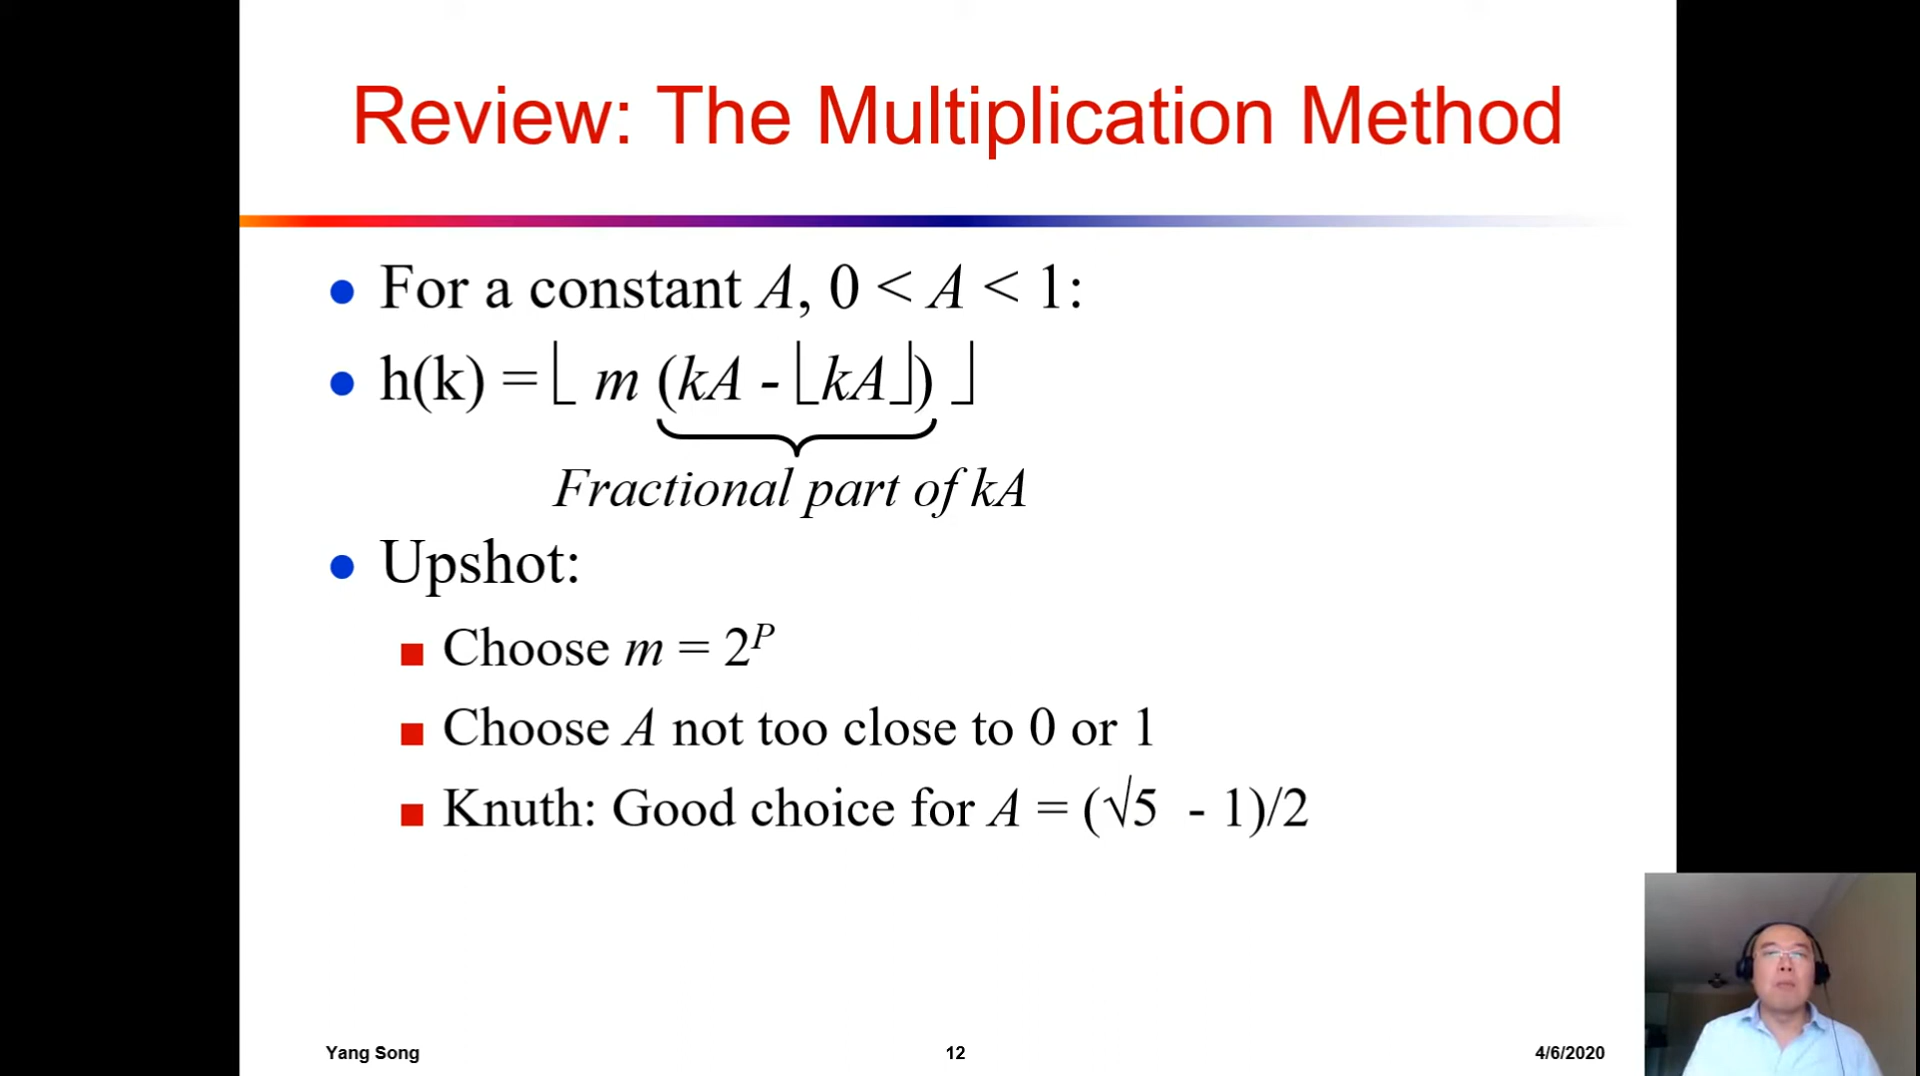 Review: The Multiplication Method
● For a constant A, 0 < A < 1:
● h(k) = ⌊ m (kA - ⌊kA⌋) ⌋
Fractional part of kA
● Upshot:
■ Choose m = 2^P
■ Choose A not too close to 0 or 1
■ Knuth: Good choice for A = (√5 - 1)/2
Yang Song 12 4/6/2020